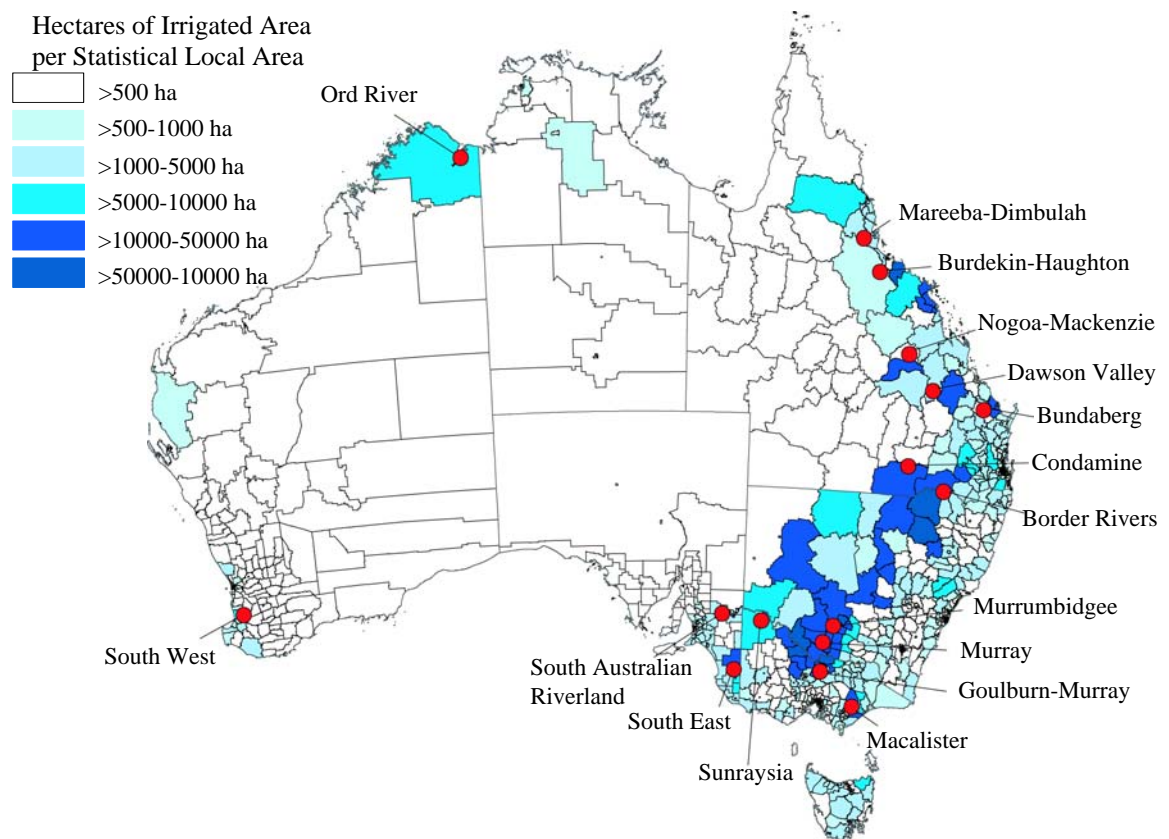 Hectares of Irrigated Area
per Statistical Local Area
>500 ha
>500-1000 ha
>1000-5000 ha
>5000-10000 ha
>10000-50000 ha
>50000-10000 ha
Ord River
Mareeba-Dimbulah
Burdekin-Haughton
Nogoa-Mackenzie
Dawson Valley
Bundaberg
Condamine
Border Rivers
Murrumbidgee
Murray
Goulburn-Murray
Macalister
South West
South Australian
Riverland
South East
Sunraysia